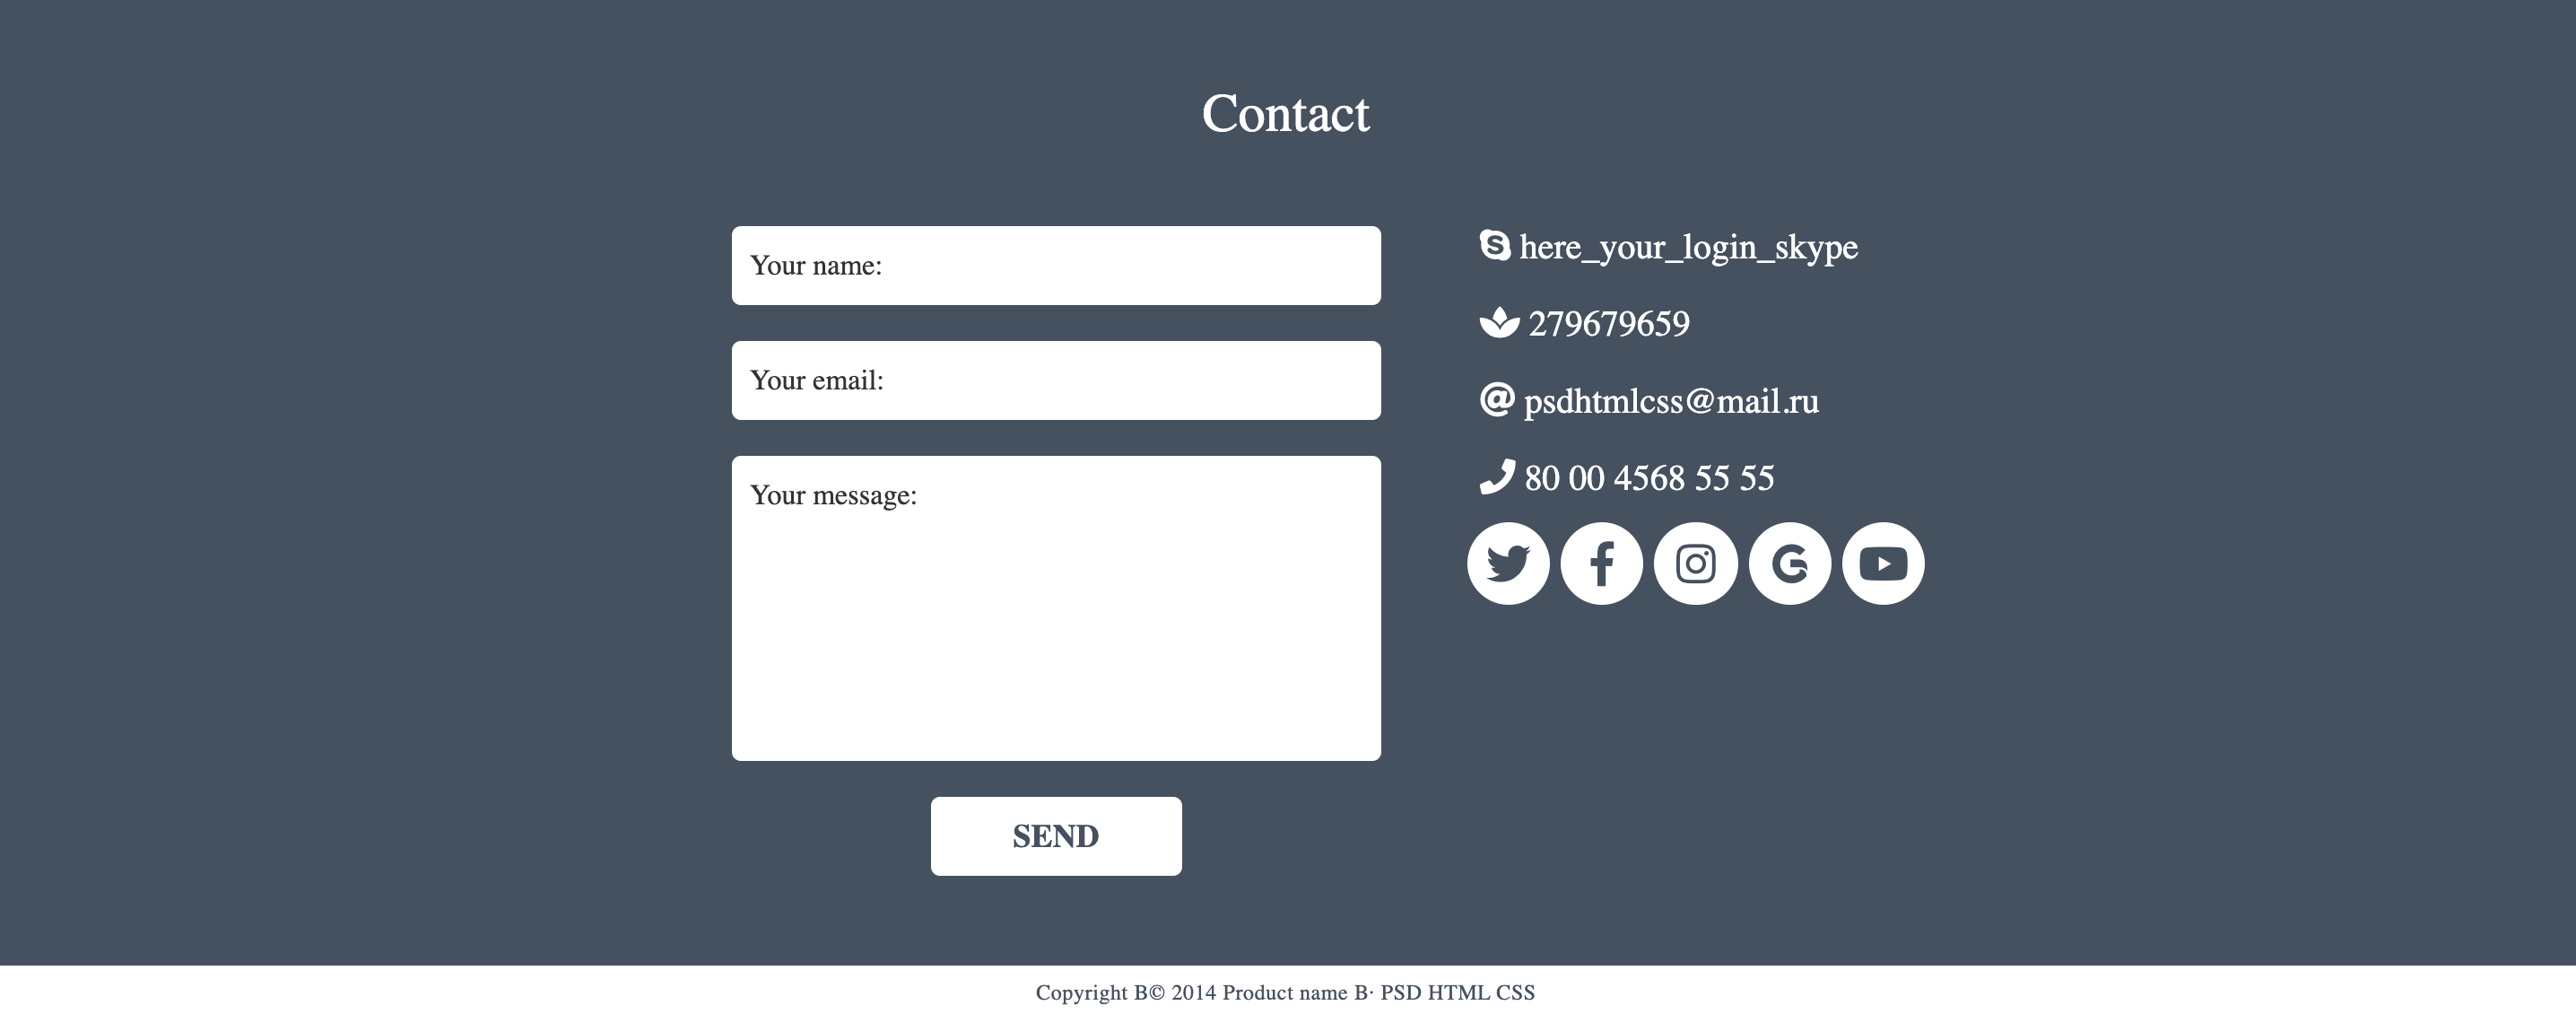 Contact
Your name:
Your email:
Your message:
SEND
here_your_login_skype
279679659
psdhtmlcss@mail.ru
80 00 4568 55 55
Copyright В© 2014 Product name В· PSD HTML CSS